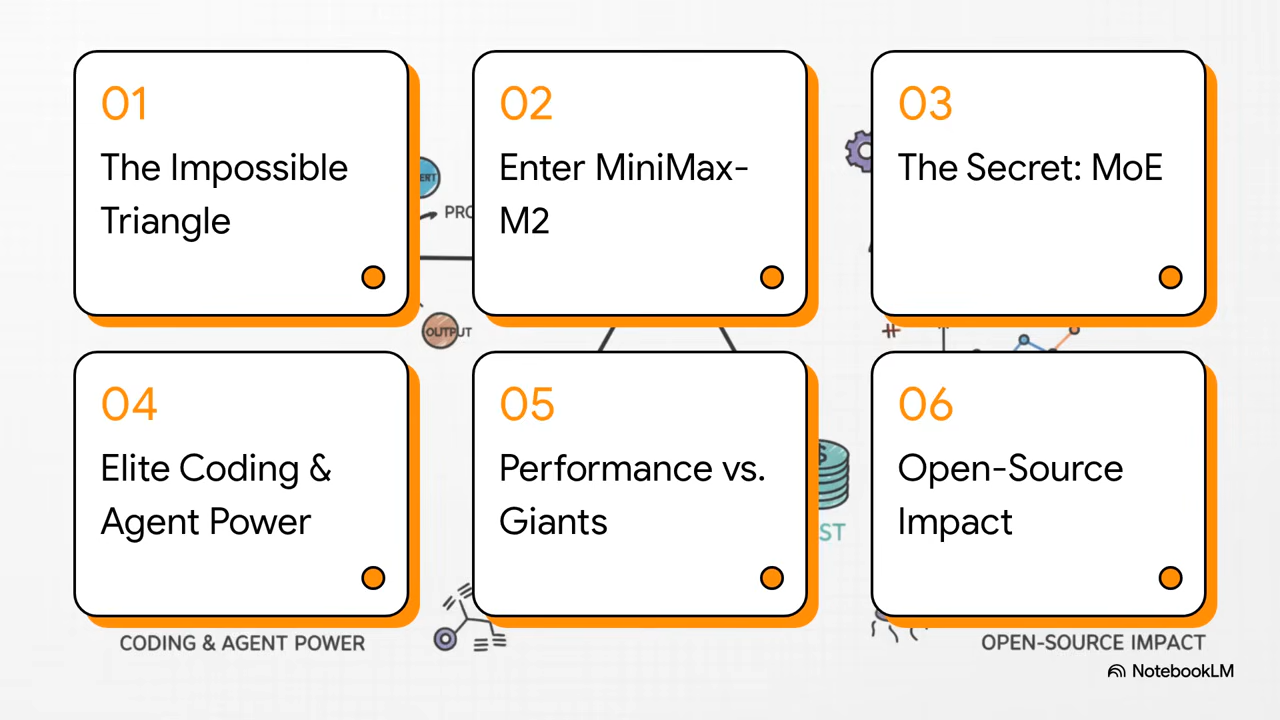 01
The Impossible
Triangle
02
Enter MiniMax-
M2
03
The Secret: MoE
OUTPUT
04
Elite Coding &
Agent Power
05
Performance vs.
Giants
06
Open-Source
Impact
CODING & AGENT POWER
OPEN-SOURCE IMPACT
NotebookLM